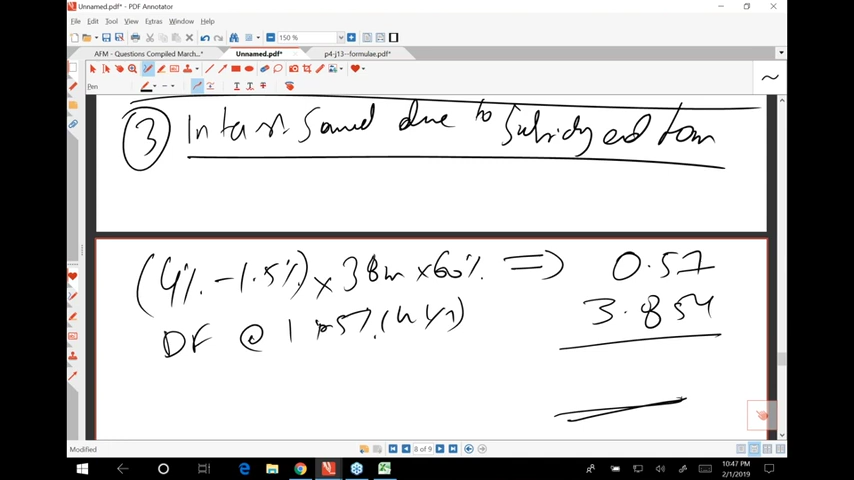 Unnamed.pdf* - PDF Annotator
File Edit Tool View Extras Window Help
150 %
AFM - Questions Compiled March...* Unnamed.pdf* p4-j13--formulae.pdf*
Pen
3 Interest Saved due to Subsidy ed loan
(4% - 1.5%) x 38m x 60% => 0.57
DF @ 1.5% (4 yr) 3.854
Modified 8 of 9
10:47 PM
2/1/2019